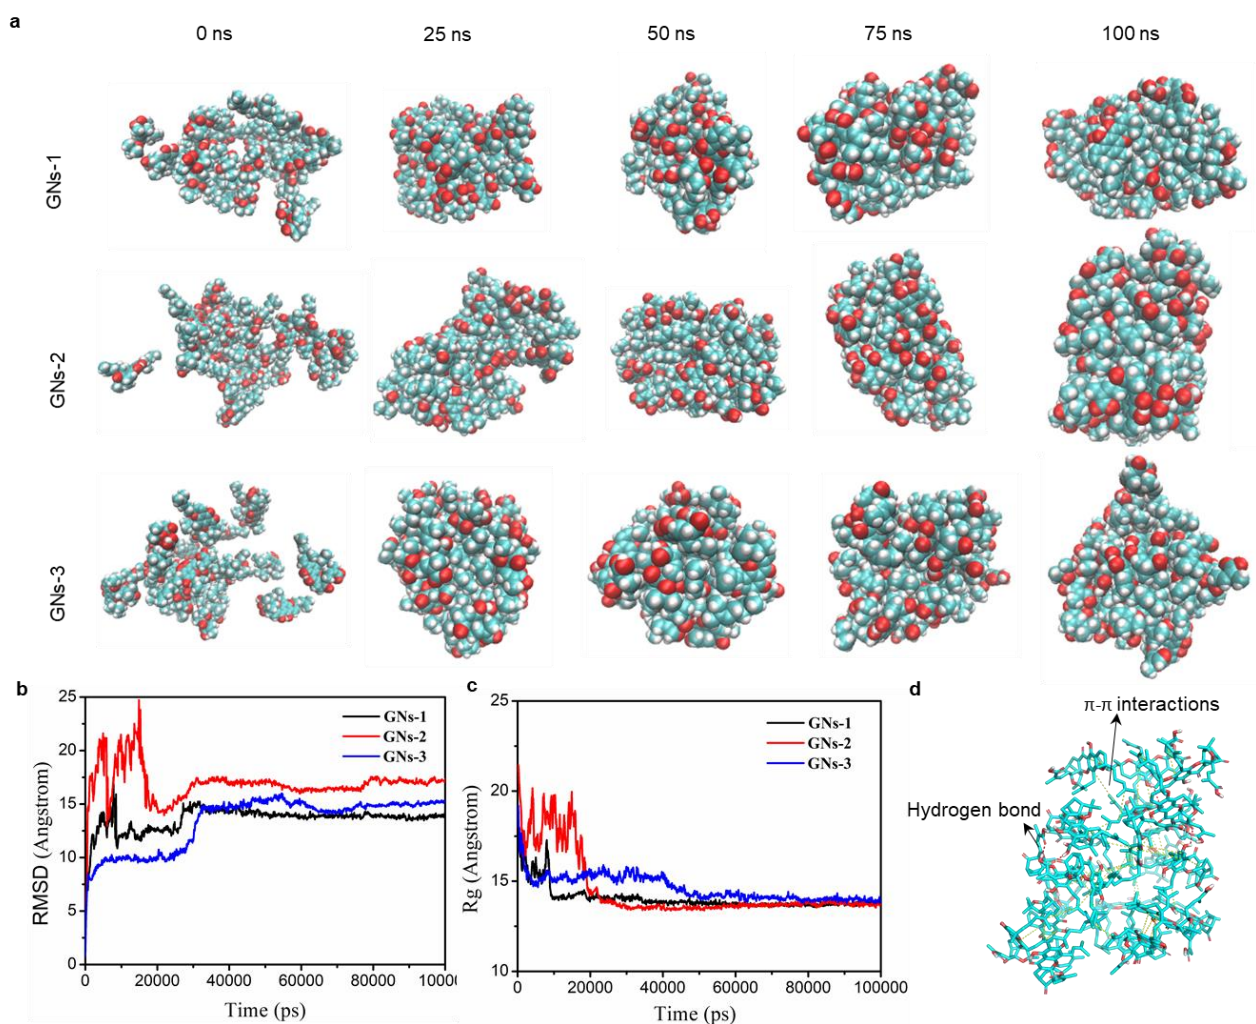 a
0 ns 25 ns 50 ns 75 ns 100 ns
GNs-1
GNs-2
GNs-3
b
25
20
15
10
5
0
RMSD (Angstrom)
GNs-1
GNs-2
GNs-3
0 20000 40000 60000 80000 100000
Time (ps)
c
25
20
15
10
Rg (Angstrom)
GNs-1
GNs-2
GNs-3
0 20000 40000 60000 80000 100000
Time (ps)
d
π-π interactions
Hydrogen bond